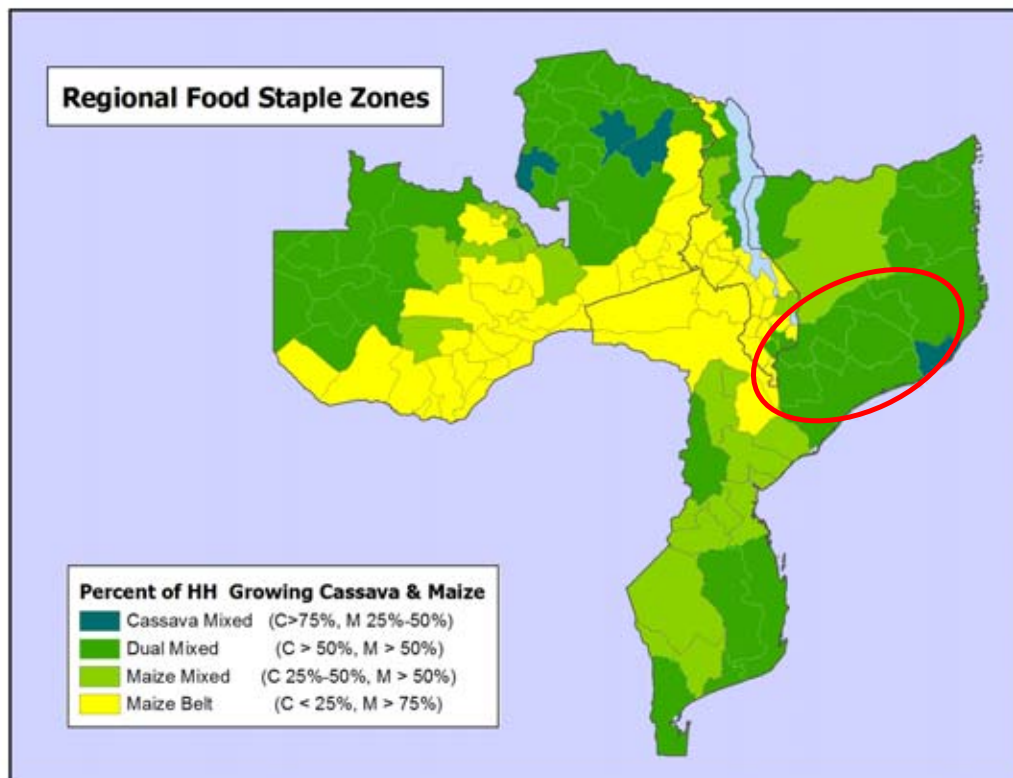 Regional Food Staple Zones
Percent of HH Growing Cassava & Maize
Cassava Mixed (C>75%, M 25%-50%)
Dual Mixed (C > 50%, M > 50%)
Maize Mixed (C 25%-50%, M > 50%)
Maize Belt (C < 25%, M > 75%)